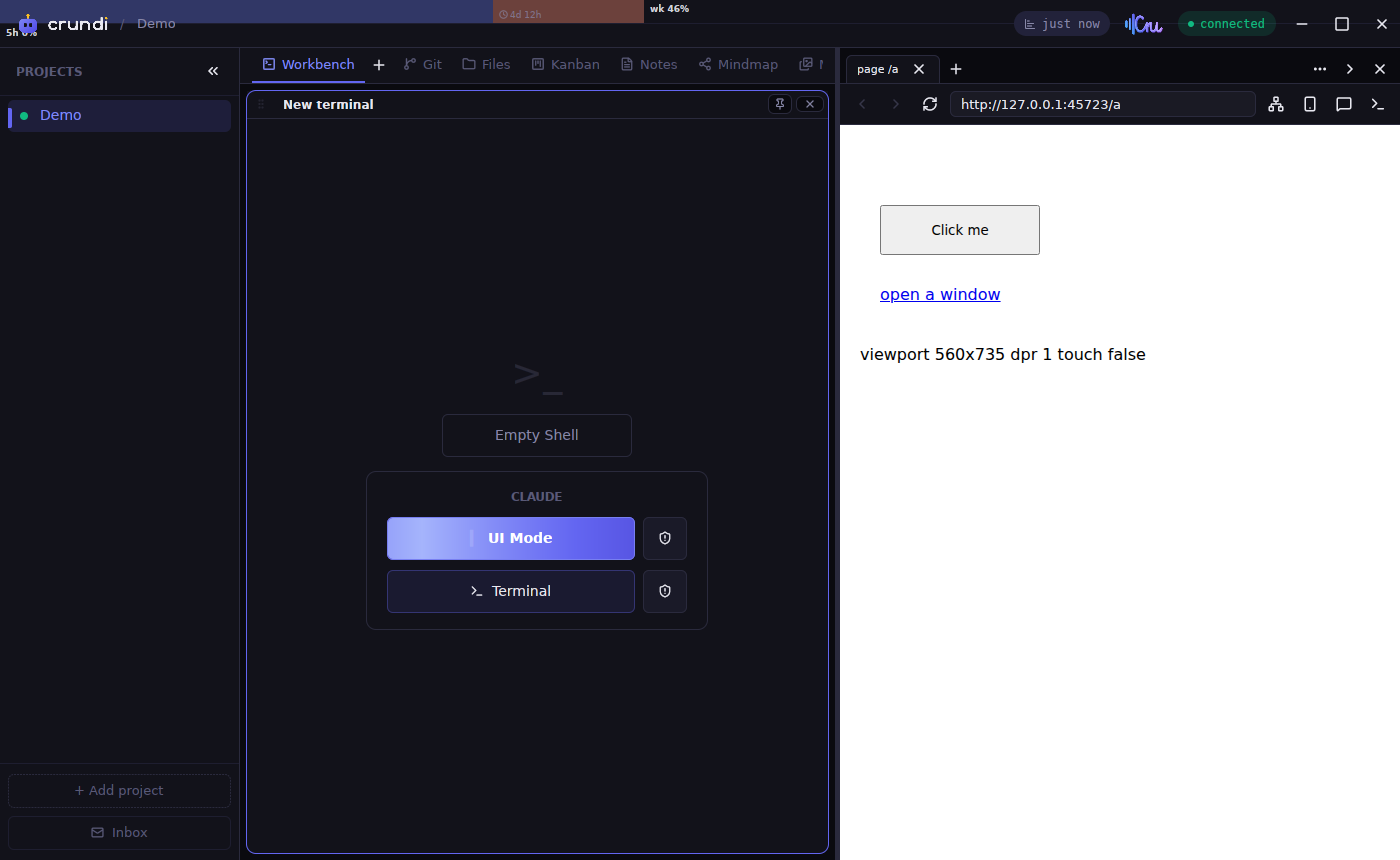 4d 12h
wk 46%
crundi / Demo
just now
Cru
connected
PROJECTS
Demo
+ Add project
Inbox
Workbench
Git
Files
Kanban
Notes
Mindmap
New terminal
>_
Empty Shell
CLAUDE
UI Mode
Terminal
page /a
http://127.0.0.1:45723/a
Click me
open a window
viewport 560x735 dpr 1 touch false